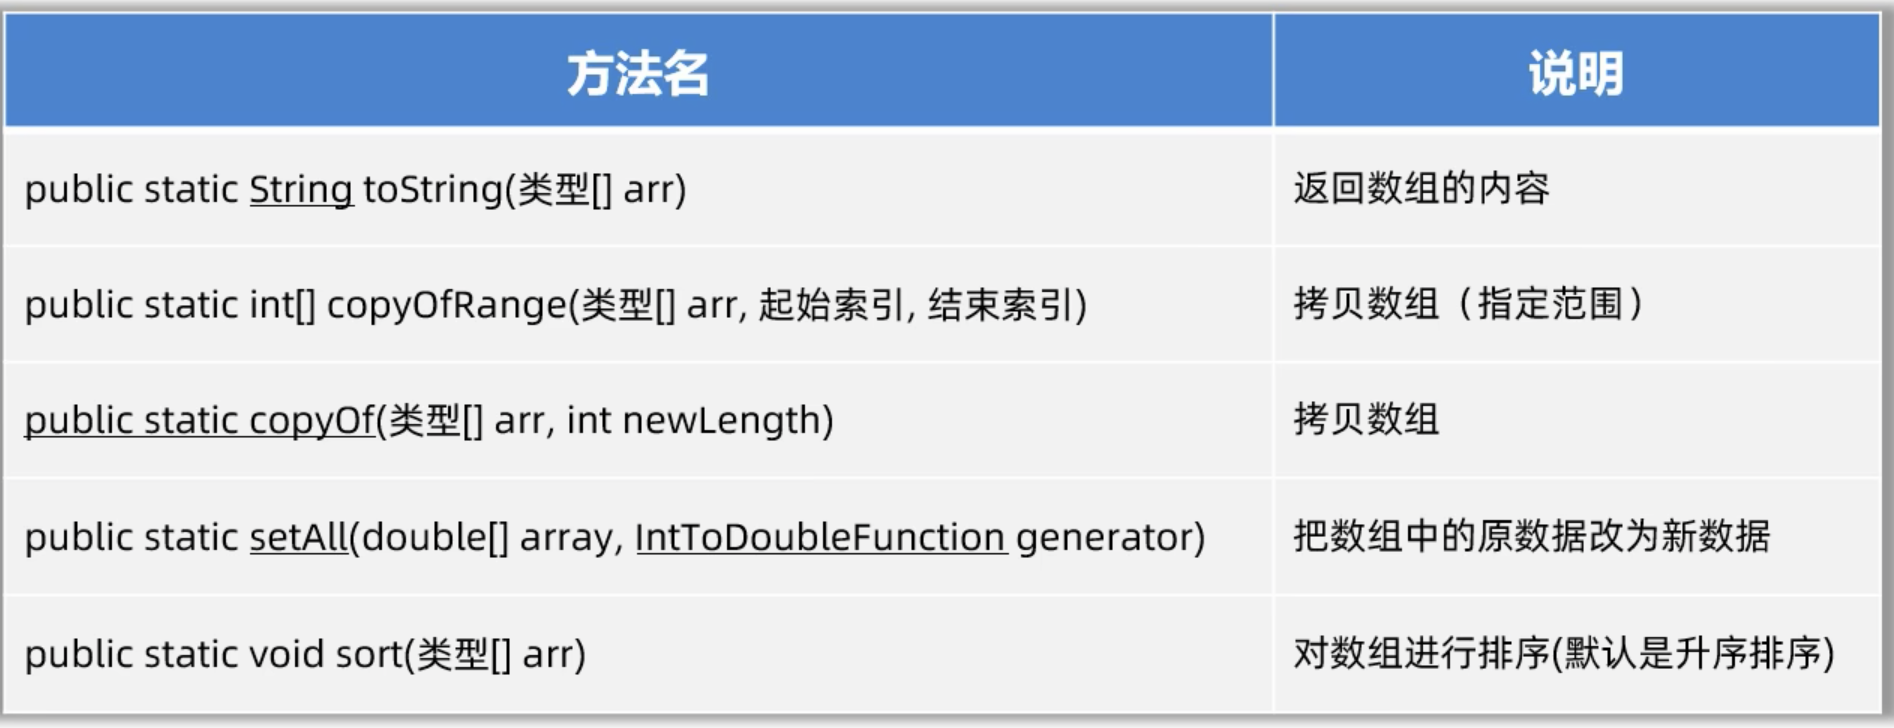 方法名
说明
public static String toString(类型[] arr)
返回数组的内容
public static int[] copyOfRange(类型[] arr, 起始索引, 结束索引)
拷贝数组（指定范围）
public static copyOf(类型[] arr, int newLength)
拷贝数组
public static setAll(double[] array, IntToDoubleFunction generator)
把数组中的原数据改为新数据
public static void sort(类型[] arr)
对数组进行排序(默认是升序排序)